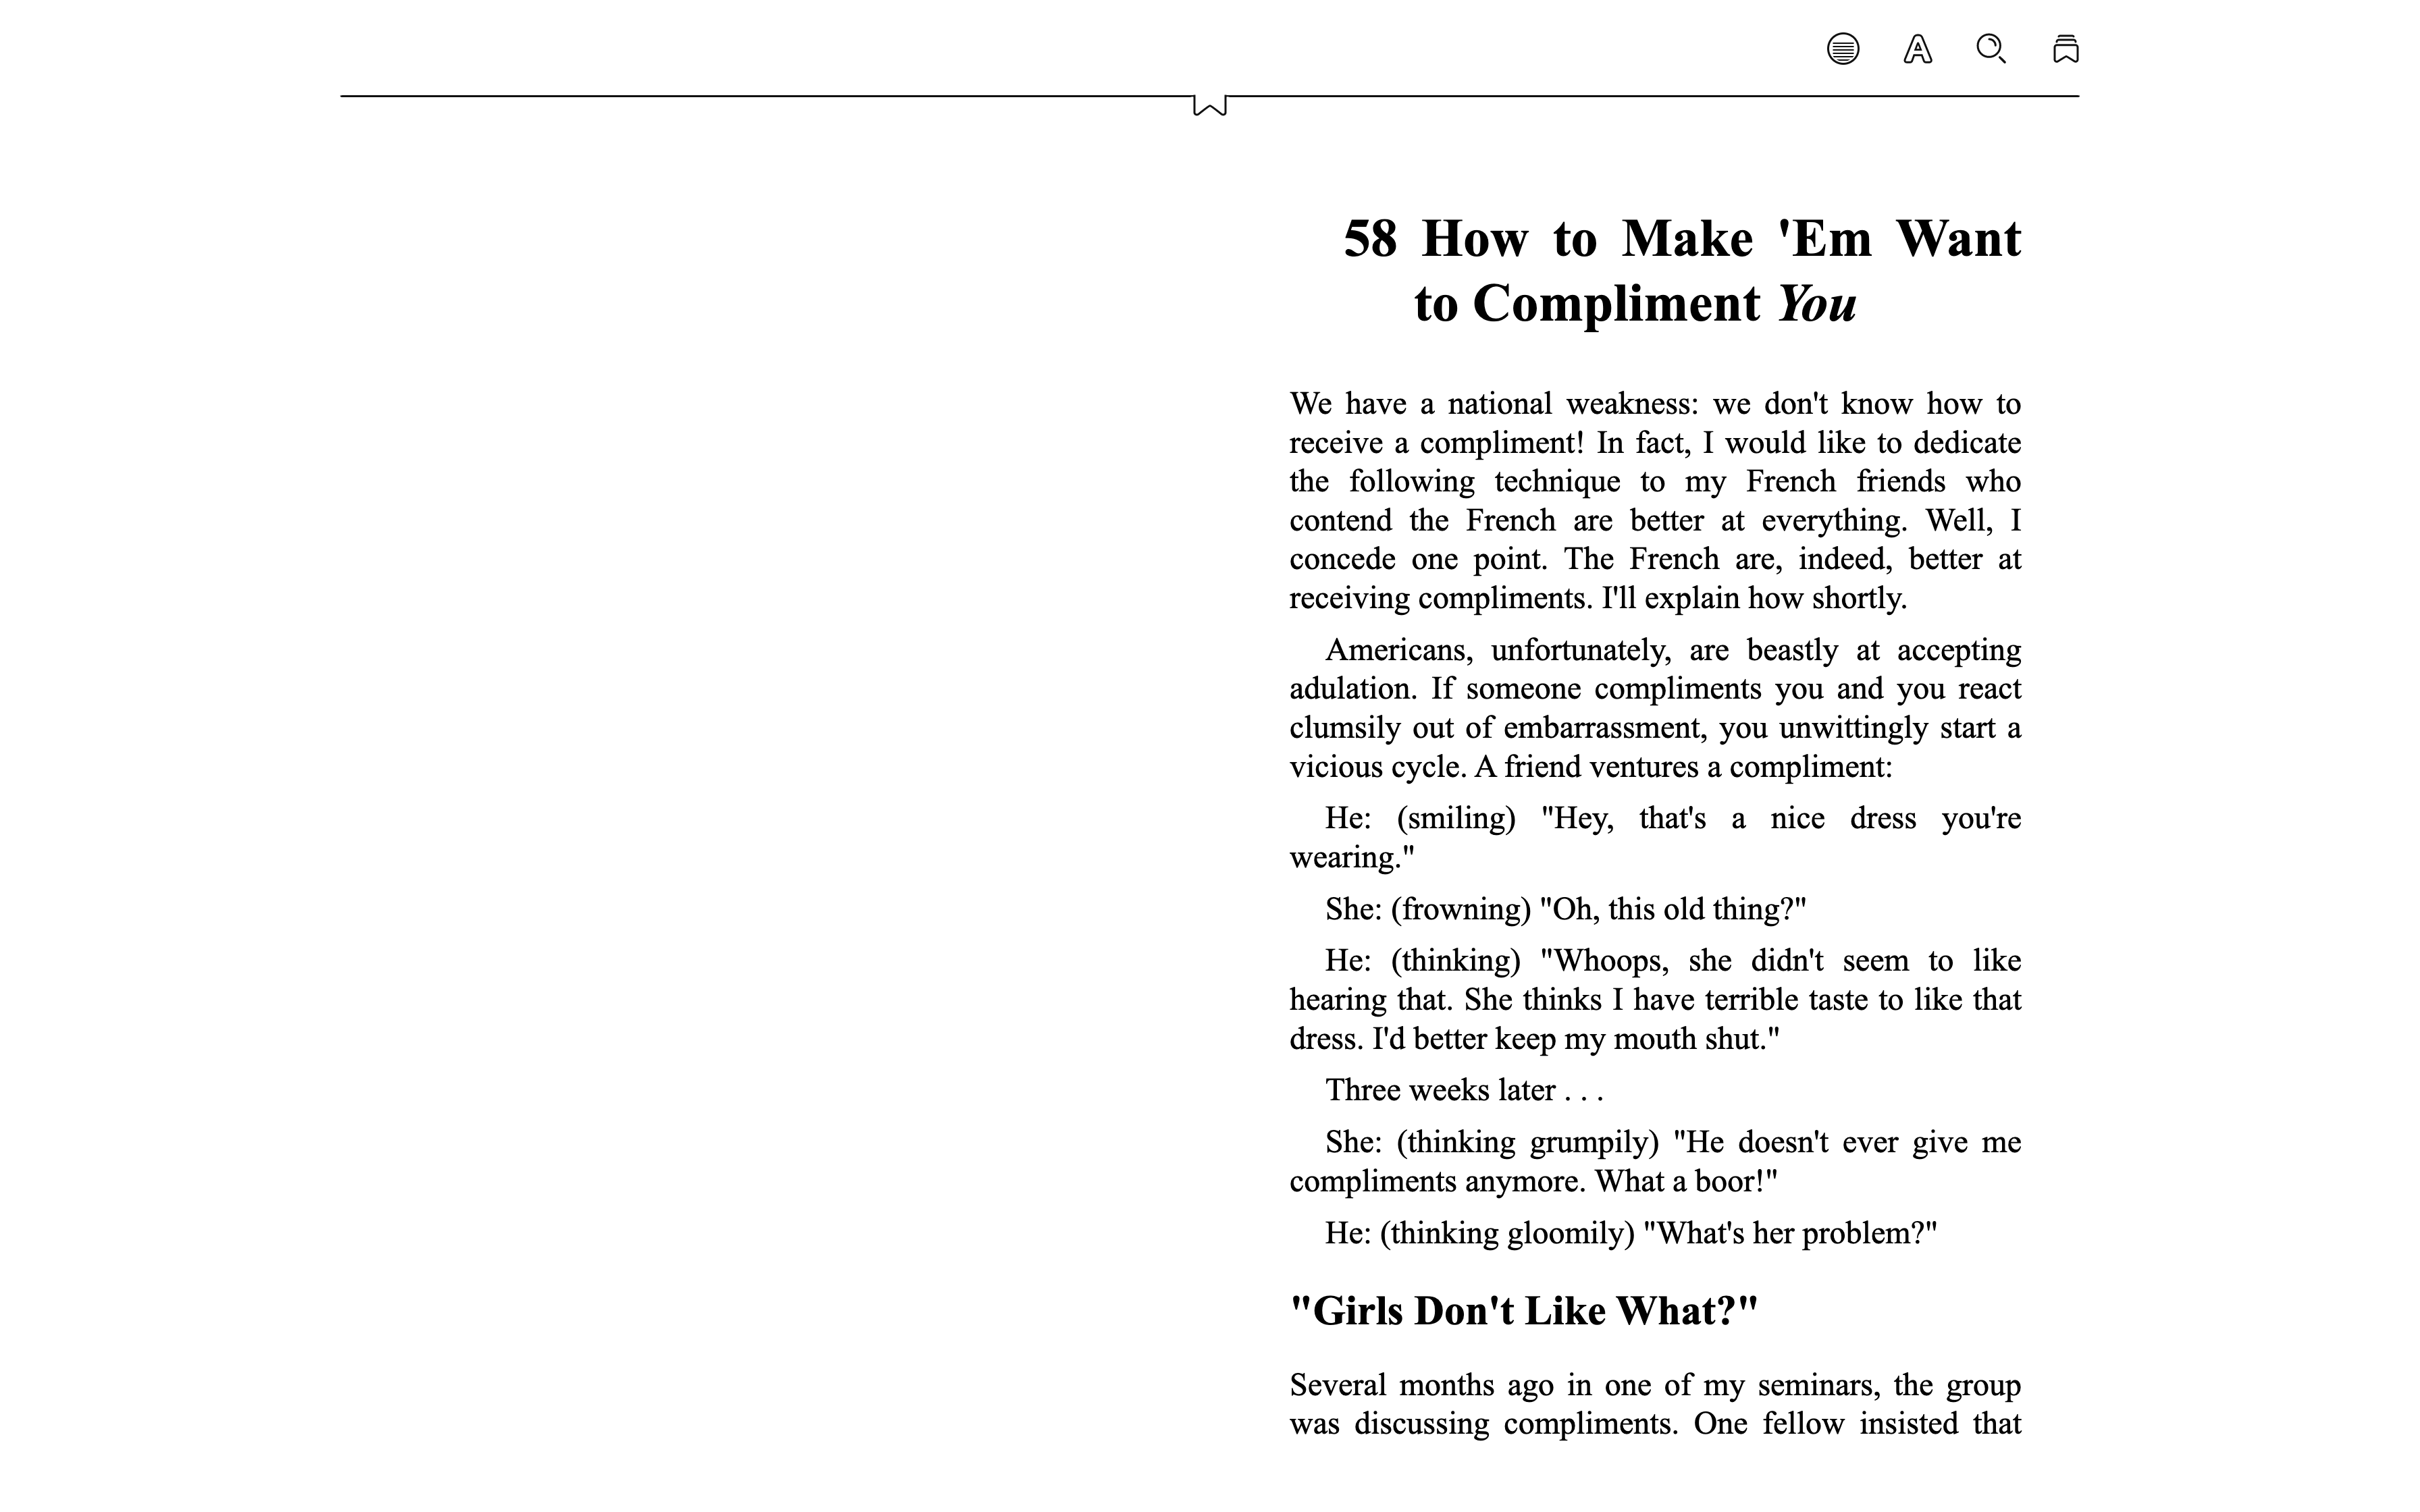 58 How to Make 'Em Want
to Compliment You
We have a national weakness: we don't know how to
receive a compliment! In fact, I would like to dedicate
the following technique to my French friends who
contend the French are better at everything. Well, I
concede one point. The French are, indeed, better at
receiving compliments. I'll explain how shortly.
Americans, unfortunately, are beastly at accepting
adulation. If someone compliments you and you react
clumsily out of embarrassment, you unwittingly start a
vicious cycle. A friend ventures a compliment:
He: (smiling) "Hey, that's a nice dress you're
wearing."
She: (frowning) "Oh, this old thing?"
He: (thinking) "Whoops, she didn't seem to like
hearing that. She thinks I have terrible taste to like that
dress. I'd better keep my mouth shut."
Three weeks later . . .
She: (thinking grumpily) "He doesn't ever give me
compliments anymore. What a boor!"
He: (thinking gloomily) "What's her problem?"
"Girls Don't Like What?"
Several months ago in one of my seminars, the group
was discussing compliments. One fellow insisted that